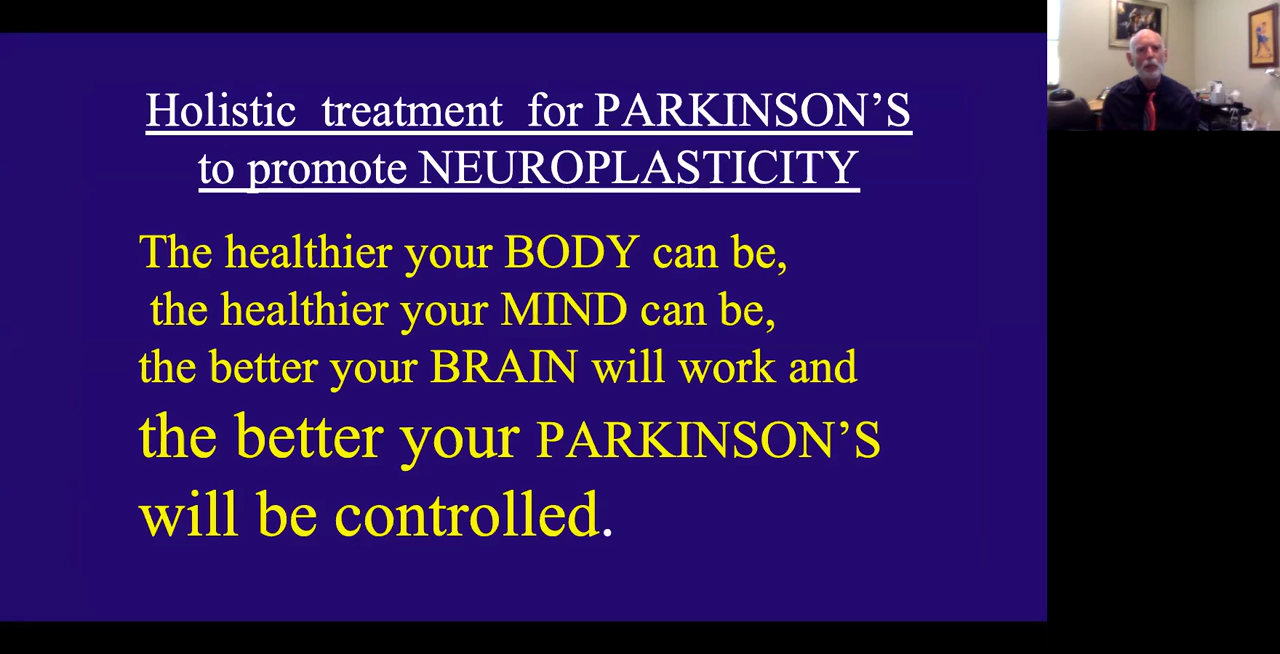 Holistic treatment for PARKINSON’S
to promote NEUROPLASTICITY
The healthier your BODY can be,
the healthier your MIND can be,
the better your BRAIN will work and
the better your PARKINSON’S
will be controlled.